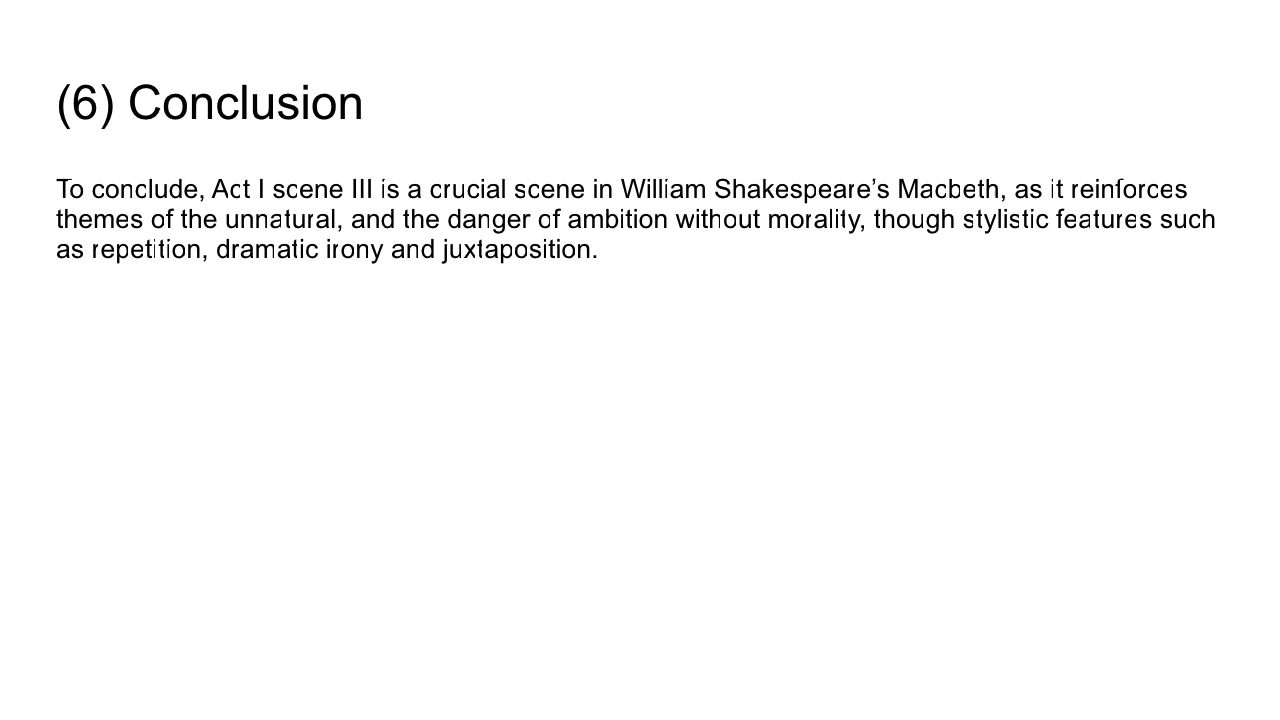 (6) Conclusion
To conclude, Act I scene III is a crucial scene in William Shakespeare’s Macbeth, as it reinforces
themes of the unnatural, and the danger of ambition without morality, though stylistic features such
as repetition, dramatic irony and juxtaposition.